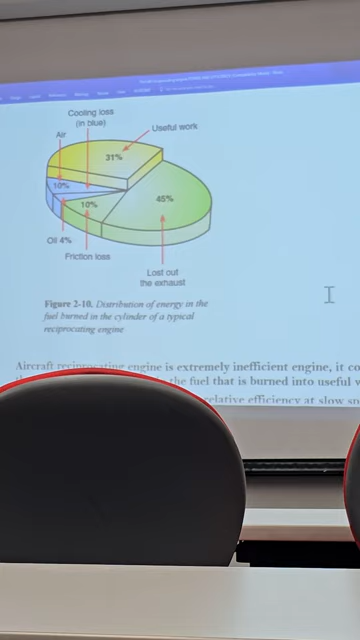 Cooling loss
(in blue)
Air
Useful work
31%
10%
10%
45%
Oil 4%
Friction loss
Lost out
the exhaust
Figure 2-10. Distribution of energy in the
fuel burned in the cylinder of a typical
reciprocating engine
Aircraft reciprocating engine is extremely inefficient engine, it co
the fuel that is burned into useful w
relative efficiency at slow sp